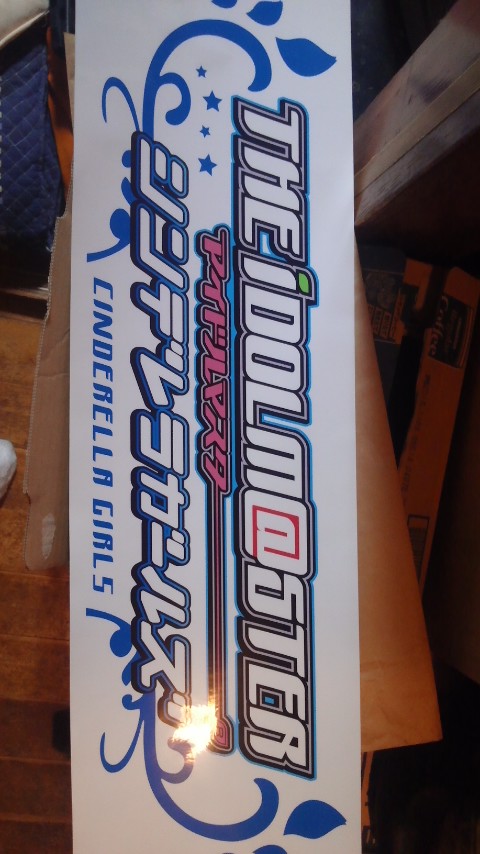 THE iDOLM@STER
アイドルマスター
シンデレラガールズ
CINDERELLA GIRLS